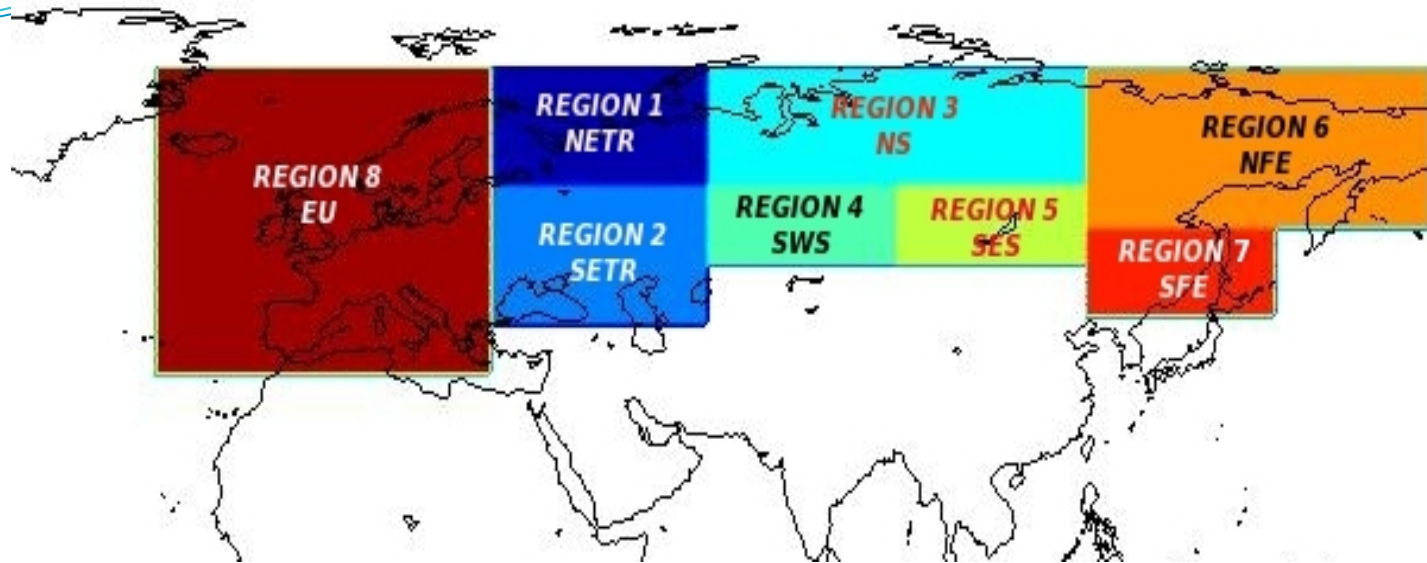 REGION 8
EU
REGION 1
NETR
REGION 2
SETR
REGION 3
NS
REGION 4
SWS
REGION 5
SES
REGION 6
NFE
REGION 7
SFE